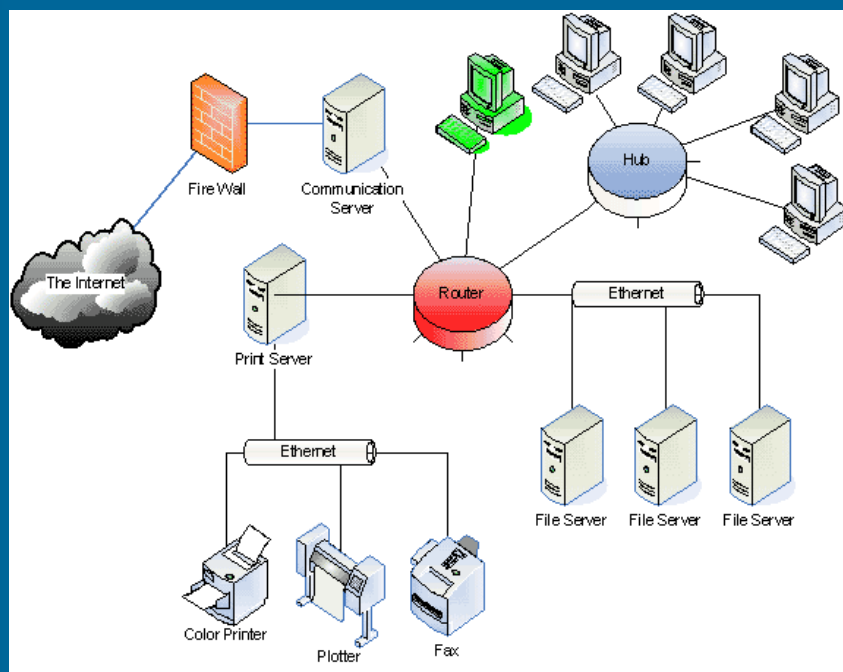 Hub
Fire Wall
Communication
Server
The Internet
Router
Ethernet
Print Server
Ethernet
File Server
File Server
File Server
Color Printer
Plotter
Fax